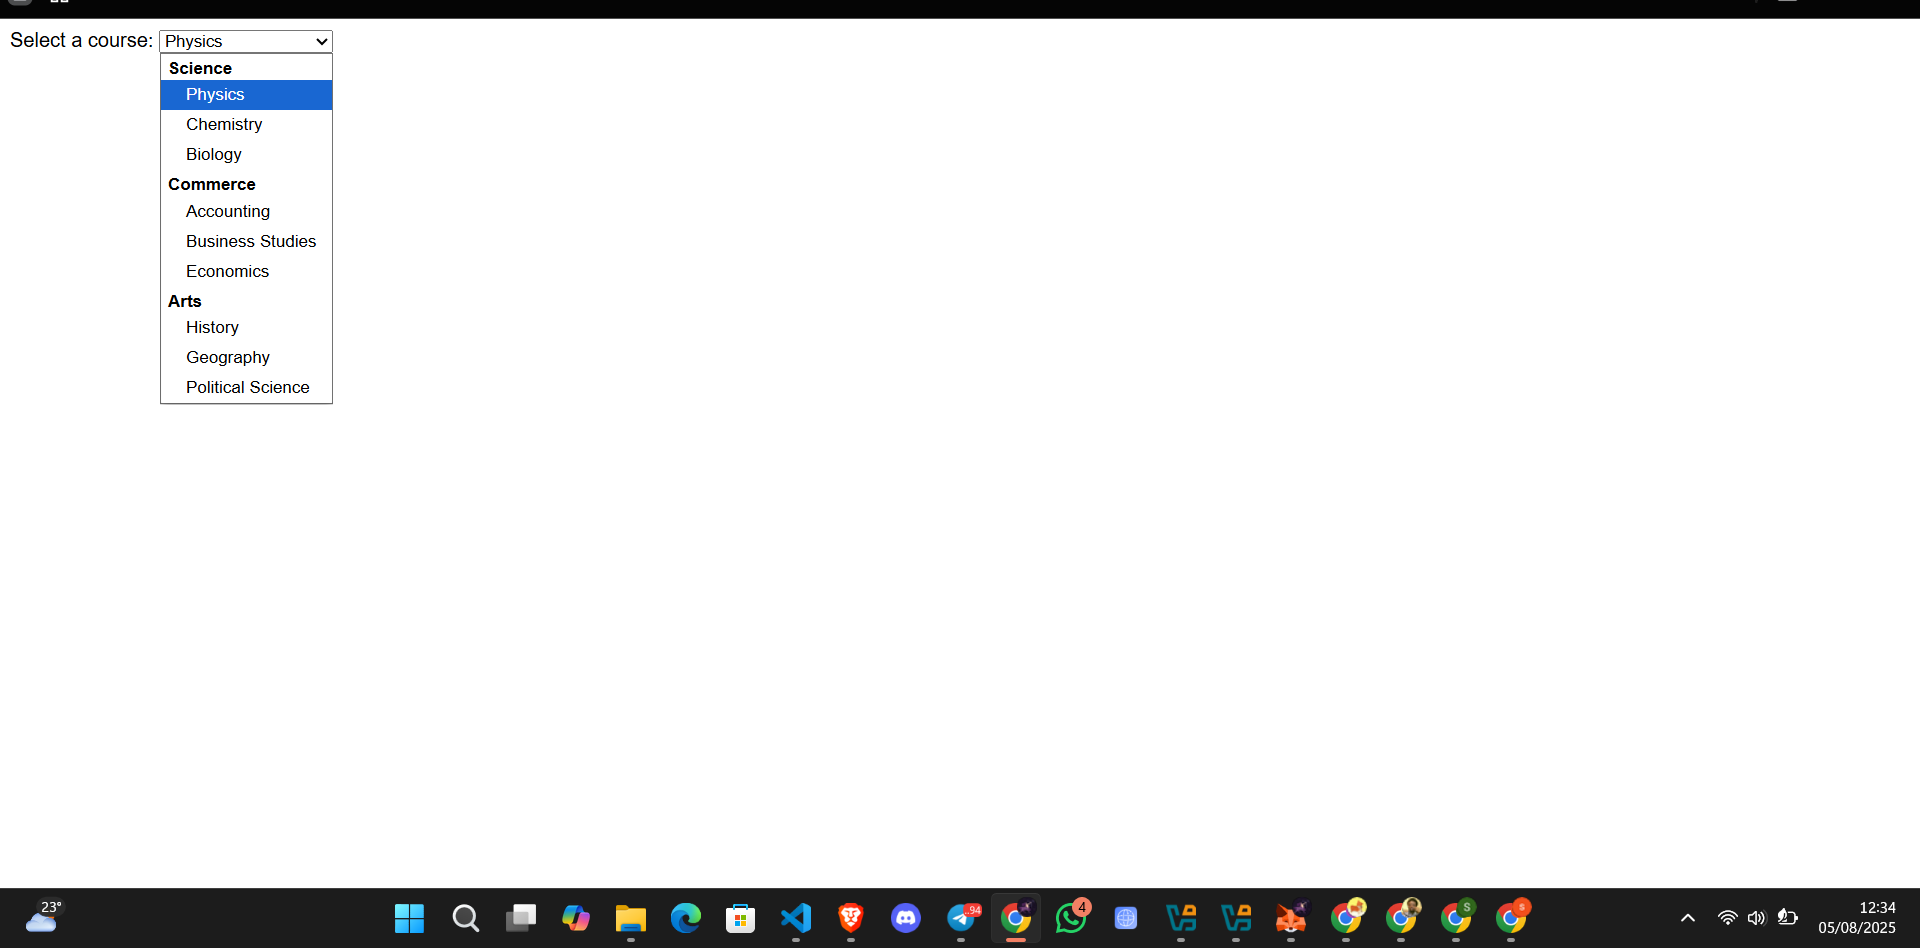 Select a course: Physics
Science
Physics
Chemistry
Biology
Commerce
Accounting
Business Studies
Economics
Arts
History
Geography
Political Science
23°
94
4
S
S
12:34
05/08/2025